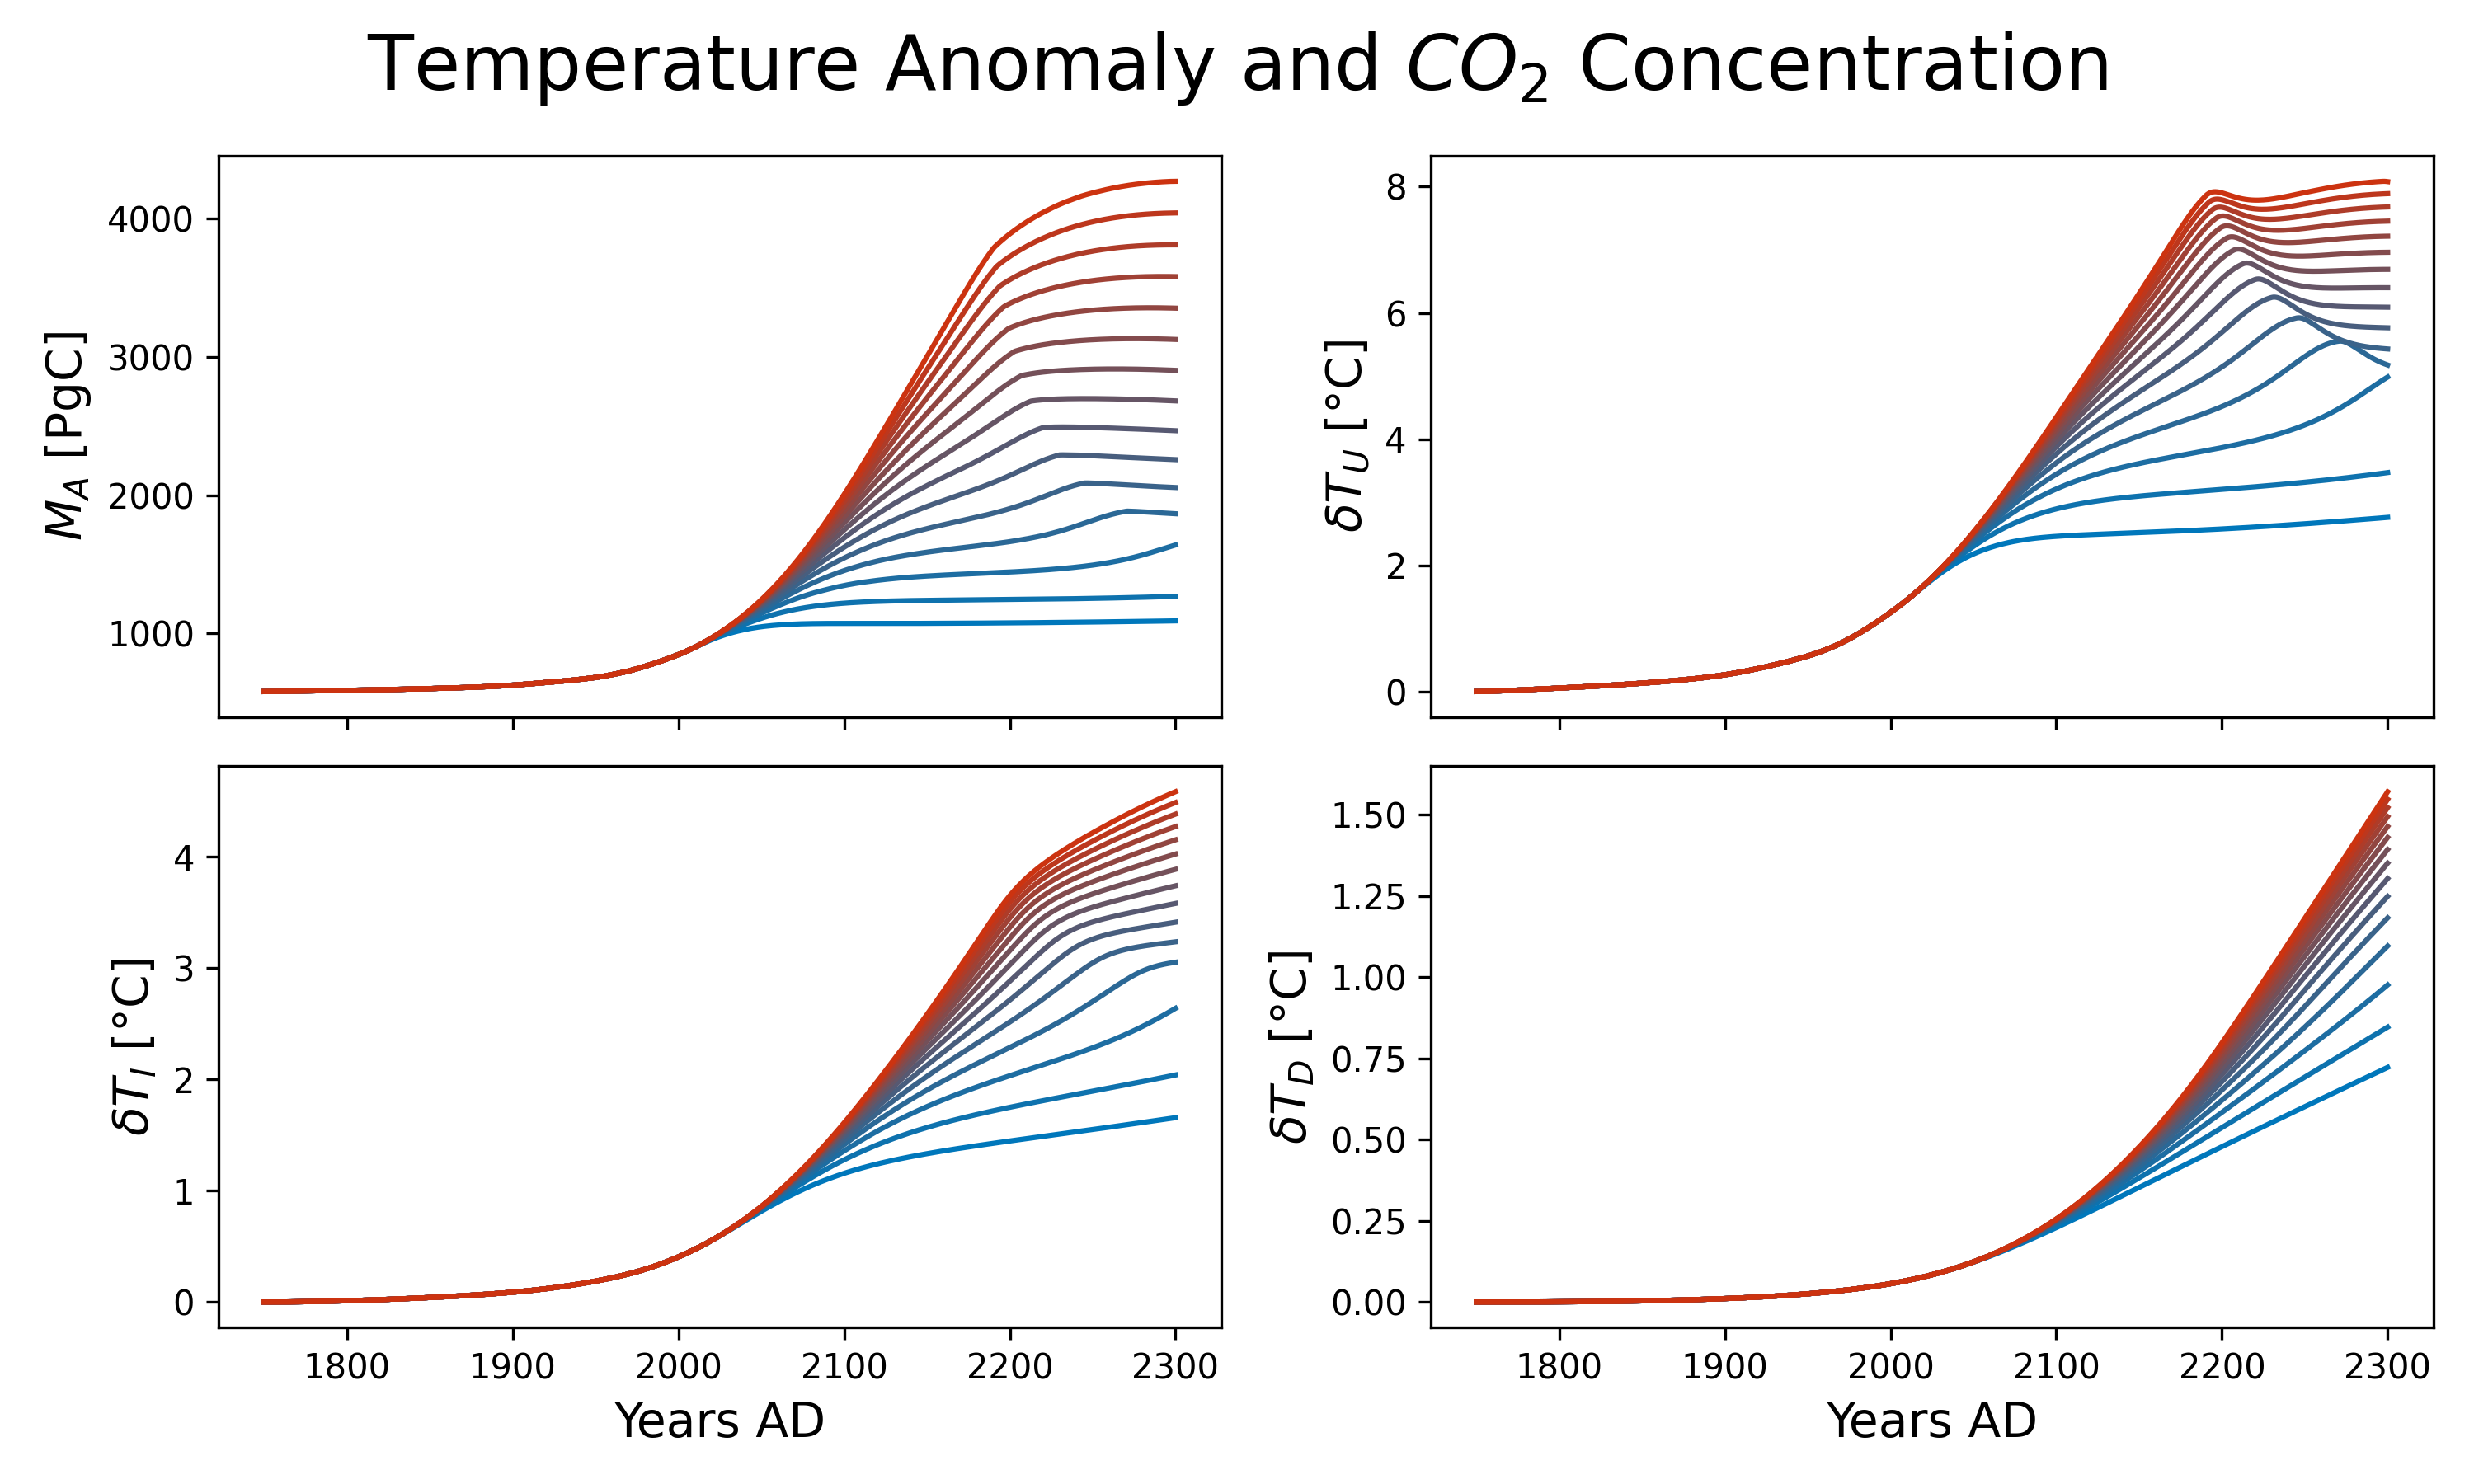 Temperature Anomaly and CO₂ Concentration
M_A [PgC]
4000
3000
2000
1000
δT_U [°C]
8
6
4
2
0
δT_I [°C]
4
3
2
1
0
1800 1900 2000 2100 2200 2300
Years AD
δT_D [°C]
1.50
1.25
1.00
0.75
0.50
0.25
0.00
1800 1900 2000 2100 2200 2300
Years AD